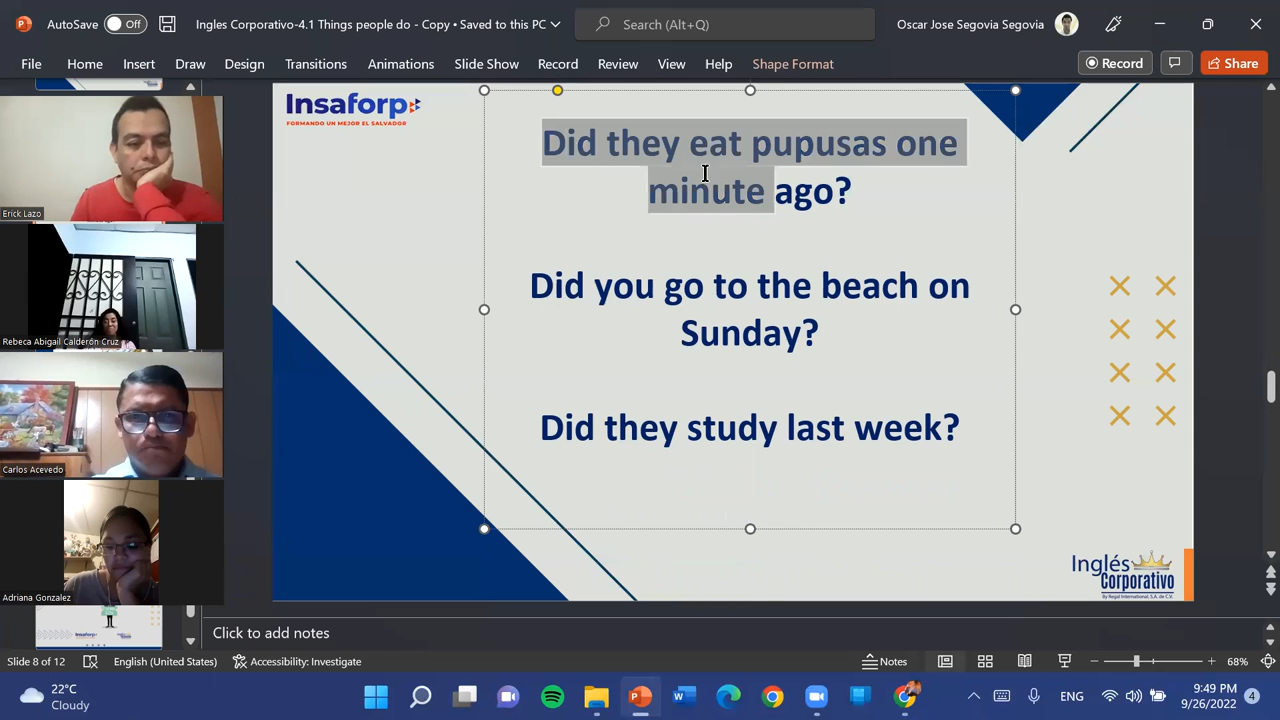 AutoSave Off Ingles Corporativo-4.1 Things people do - Copy • Saved to this PC Search (Alt+Q) Oscar Jose Segovia Segovia
File Home Insert Draw Design Transitions Animations Slide Show Record Review View Help Shape Format Record Share
Insaforp
FORMANDO UN MEJOR EL SALVADOR
Did they eat pupusas one
minute ago?
Did you go to the beach on
Sunday?
Did they study last week?
Erick Lazo
Rebeca Abigail Calderón Cruz
Carlos Acevedo
Adriana Gonzalez
Inglés
Corporativo
By Regal International, S.A. de C.V.
Click to add notes
Slide 8 of 12 English (United States) Accessibility: Investigate Notes 68%
22°C
Cloudy
ENG
9:49 PM
9/26/2022
4